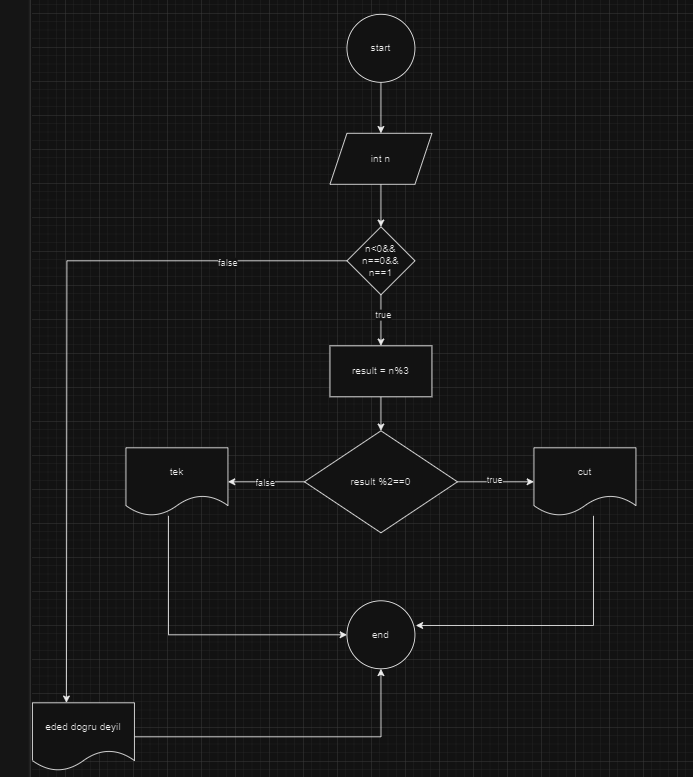 start
int n
n<0&&
n==0&&
n==1
false
true
result = n%3
tek
false
result %2==0
true
cut
end
eded dogru deyil